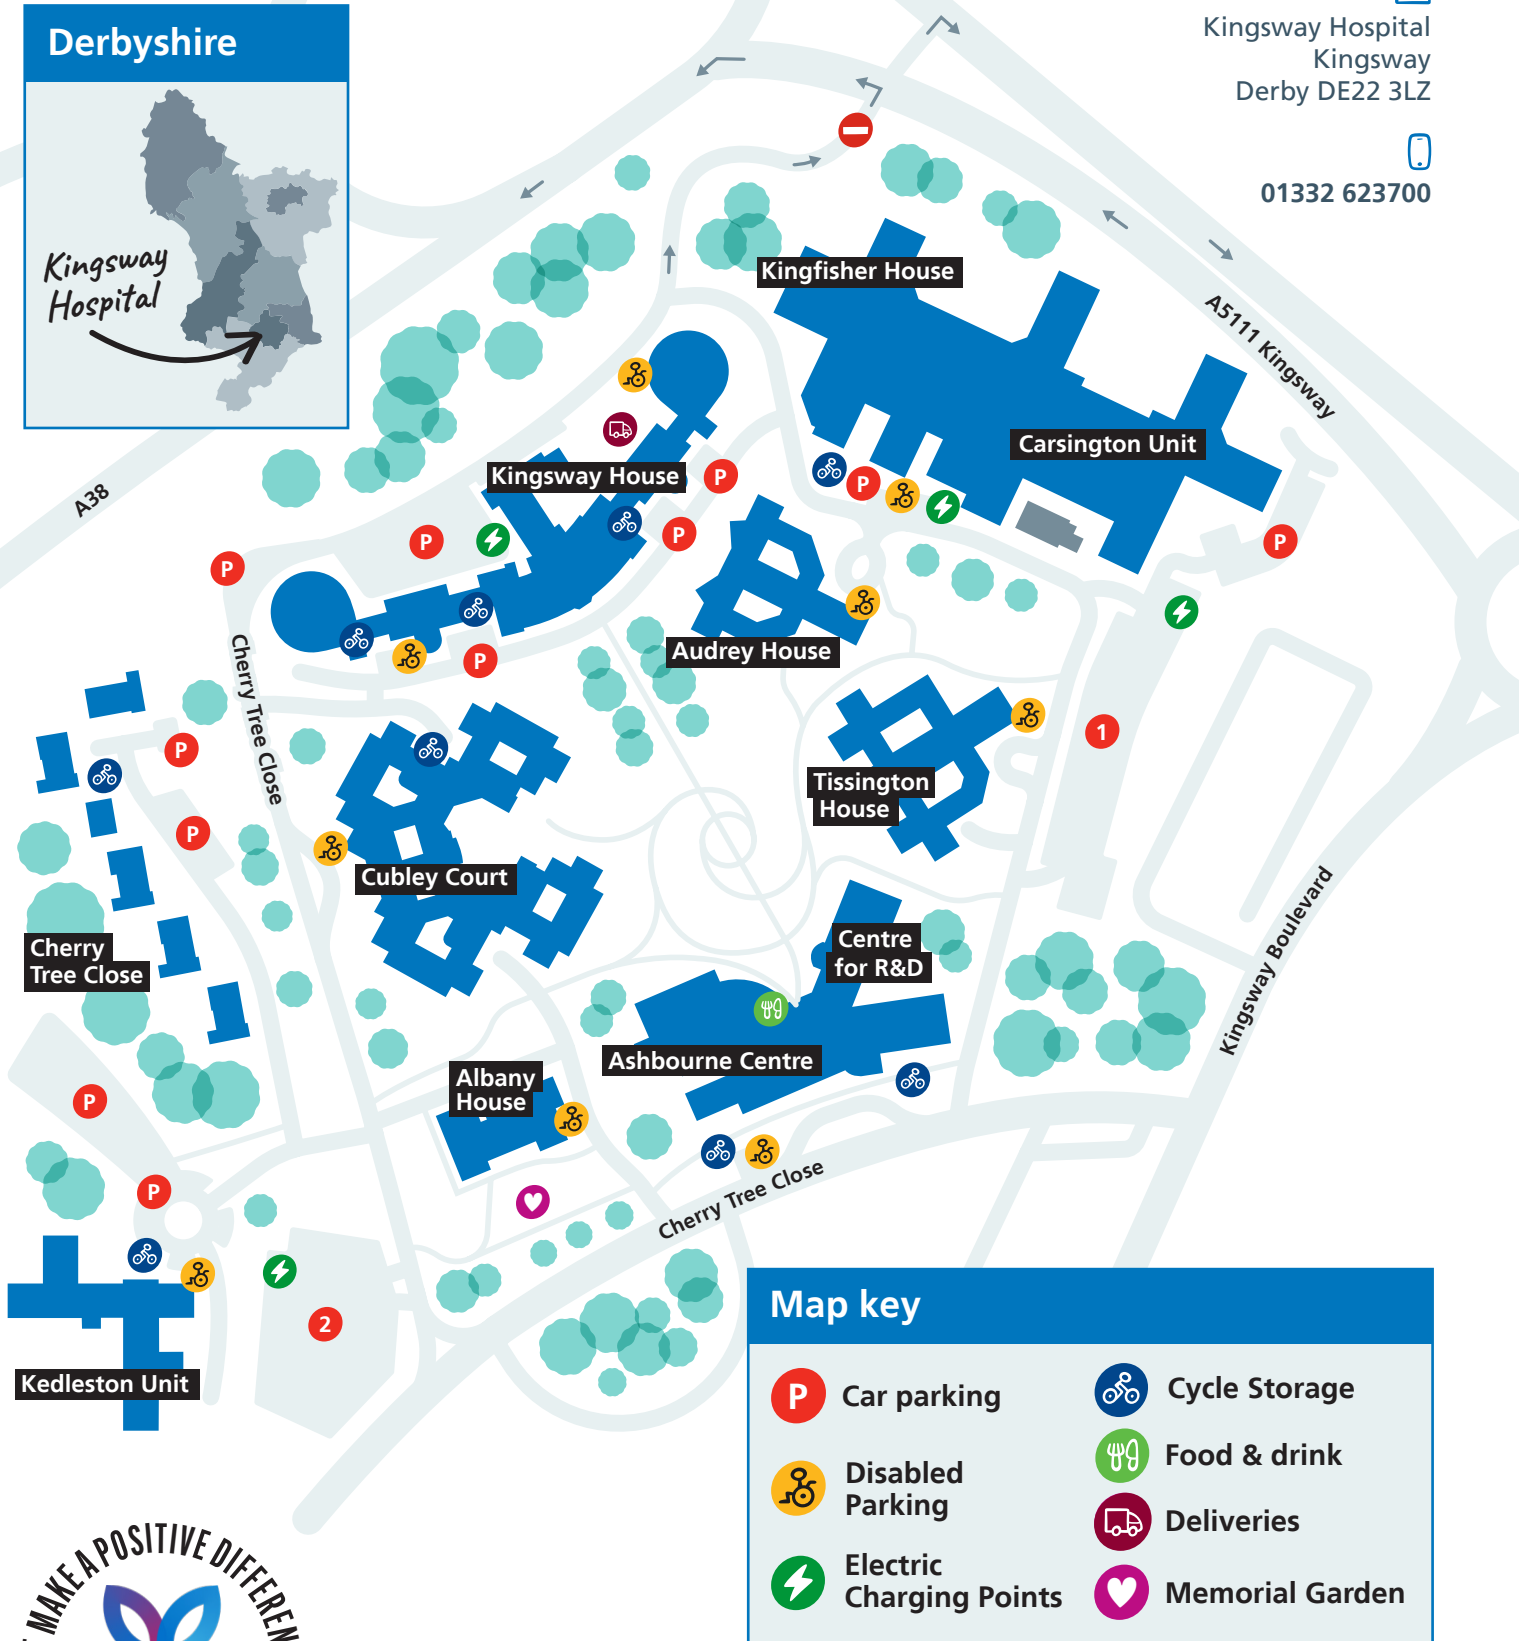 Derbyshire
Kingsway
Hospital
Kingsway Hospital
Kingsway
Derby DE22 3LZ
01332 623700
Kingfisher House
A5111 Kingsway
Carsington Unit
Kingsway House
P
P
P
A38
P
P
P
P
Audrey House
Cherry Tree Close
P
P
1
Tissington
House
P
Cubley Court
Kingsway Boulevard
Centre
for R&D
Cherry
Tree Close
Ashbourne Centre
Albany
House
P
P
Cherry Tree Close
2
Kedleston Unit
Map key
P Car parking
Disabled
Parking
Electric
Charging Points
Cycle Storage
Food & drink
Deliveries
Memorial Garden
MAKE A POSITIVE DIFFEREN